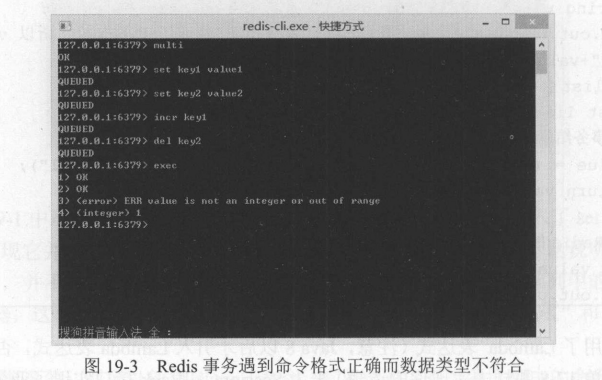 redis-cli.exe - 快捷方式
127.0.0.1:6379> multi
OK
127.0.0.1:6379> set key1 value1
QUEUED
127.0.0.1:6379> set key2 value2
QUEUED
127.0.0.1:6379> incr key1
QUEUED
127.0.0.1:6379> del key2
QUEUED
127.0.0.1:6379> exec
1) OK
2) OK
3) (error) ERR value is not an integer or out of range
4) (integer) 1
127.0.0.1:6379>
搜狗拼音输入法 全 :
图 19-3 Redis 事务遇到命令格式正确而数据类型不符合